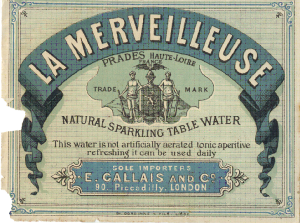 LA MERVEILLEUSE
PRADES HAUTE-LOIRE
FRANCE
TRADE MARK
NATURAL SPARKLING TABLE WATER
This water is not artificially aerated tonic aperitive
refreshing it can be used daily
SOLE IMPORTERS
E. GALLAIS AND Cº
90, Piccadilly, LONDON